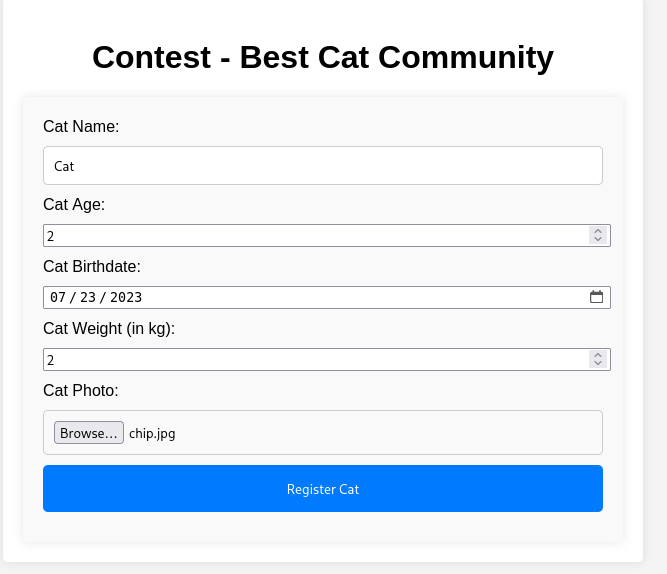 Contest - Best Cat Community
Cat Name:
Cat
Cat Age:
2
Cat Birthdate:
07 / 23 / 2023
Cat Weight (in kg):
2
Cat Photo:
Browse... chip.jpg
Register Cat